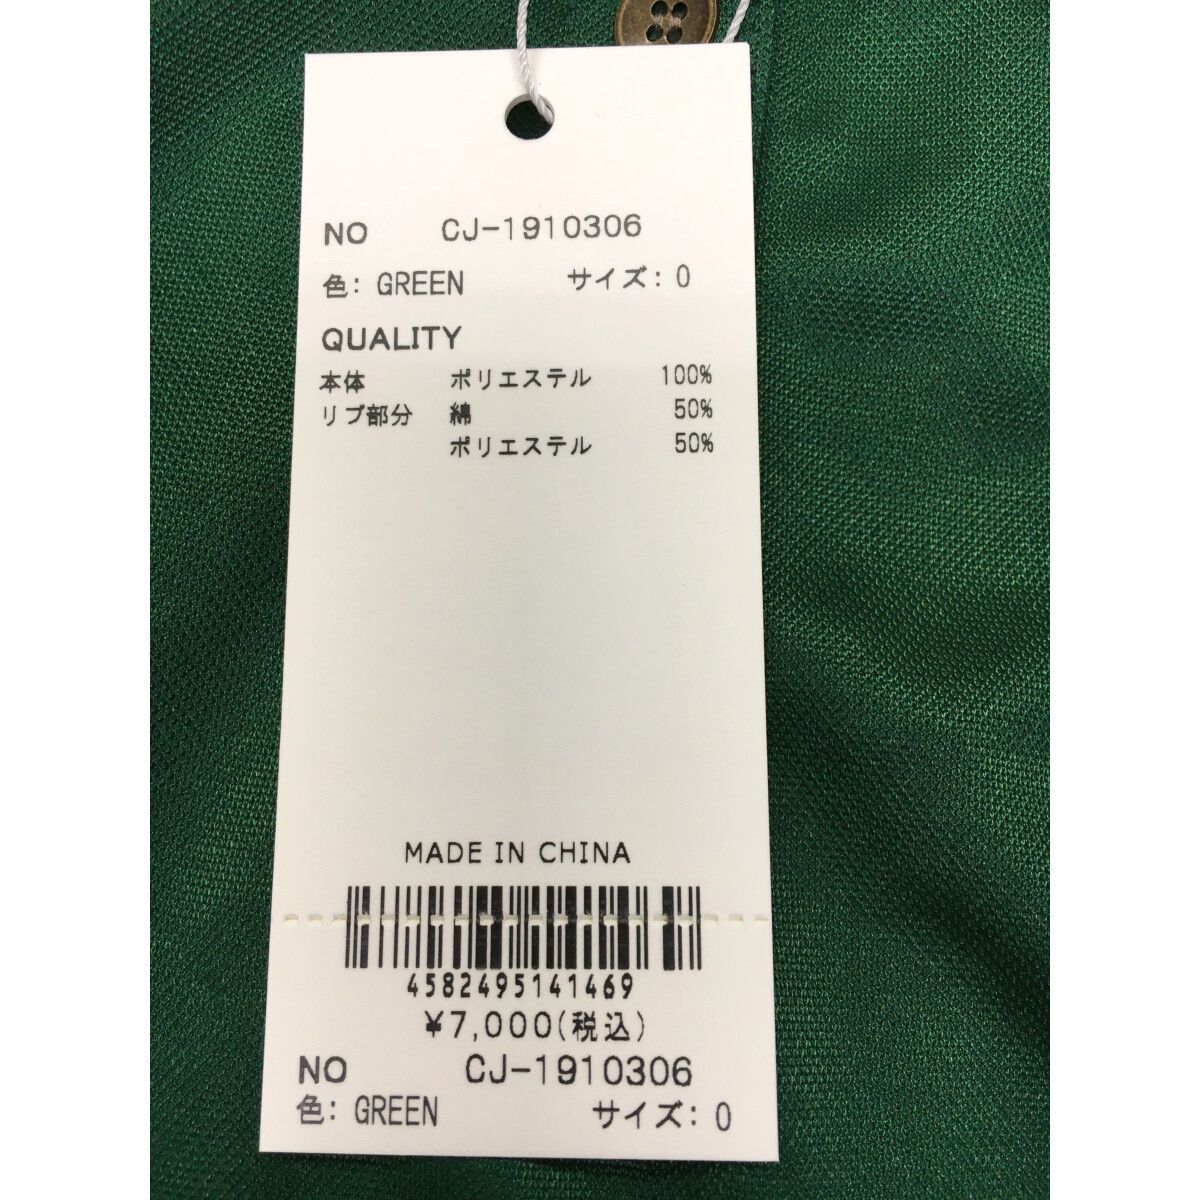 NO CJ-1910306
色: GREEN サイズ: 0
QUALITY
本体 ポリエステル 100%
リブ部分 綿 50%
ポリエステル 50%
MADE IN CHINA
4582495141469
¥7,000(税込)
NO CJ-1910306
色: GREEN サイズ: 0